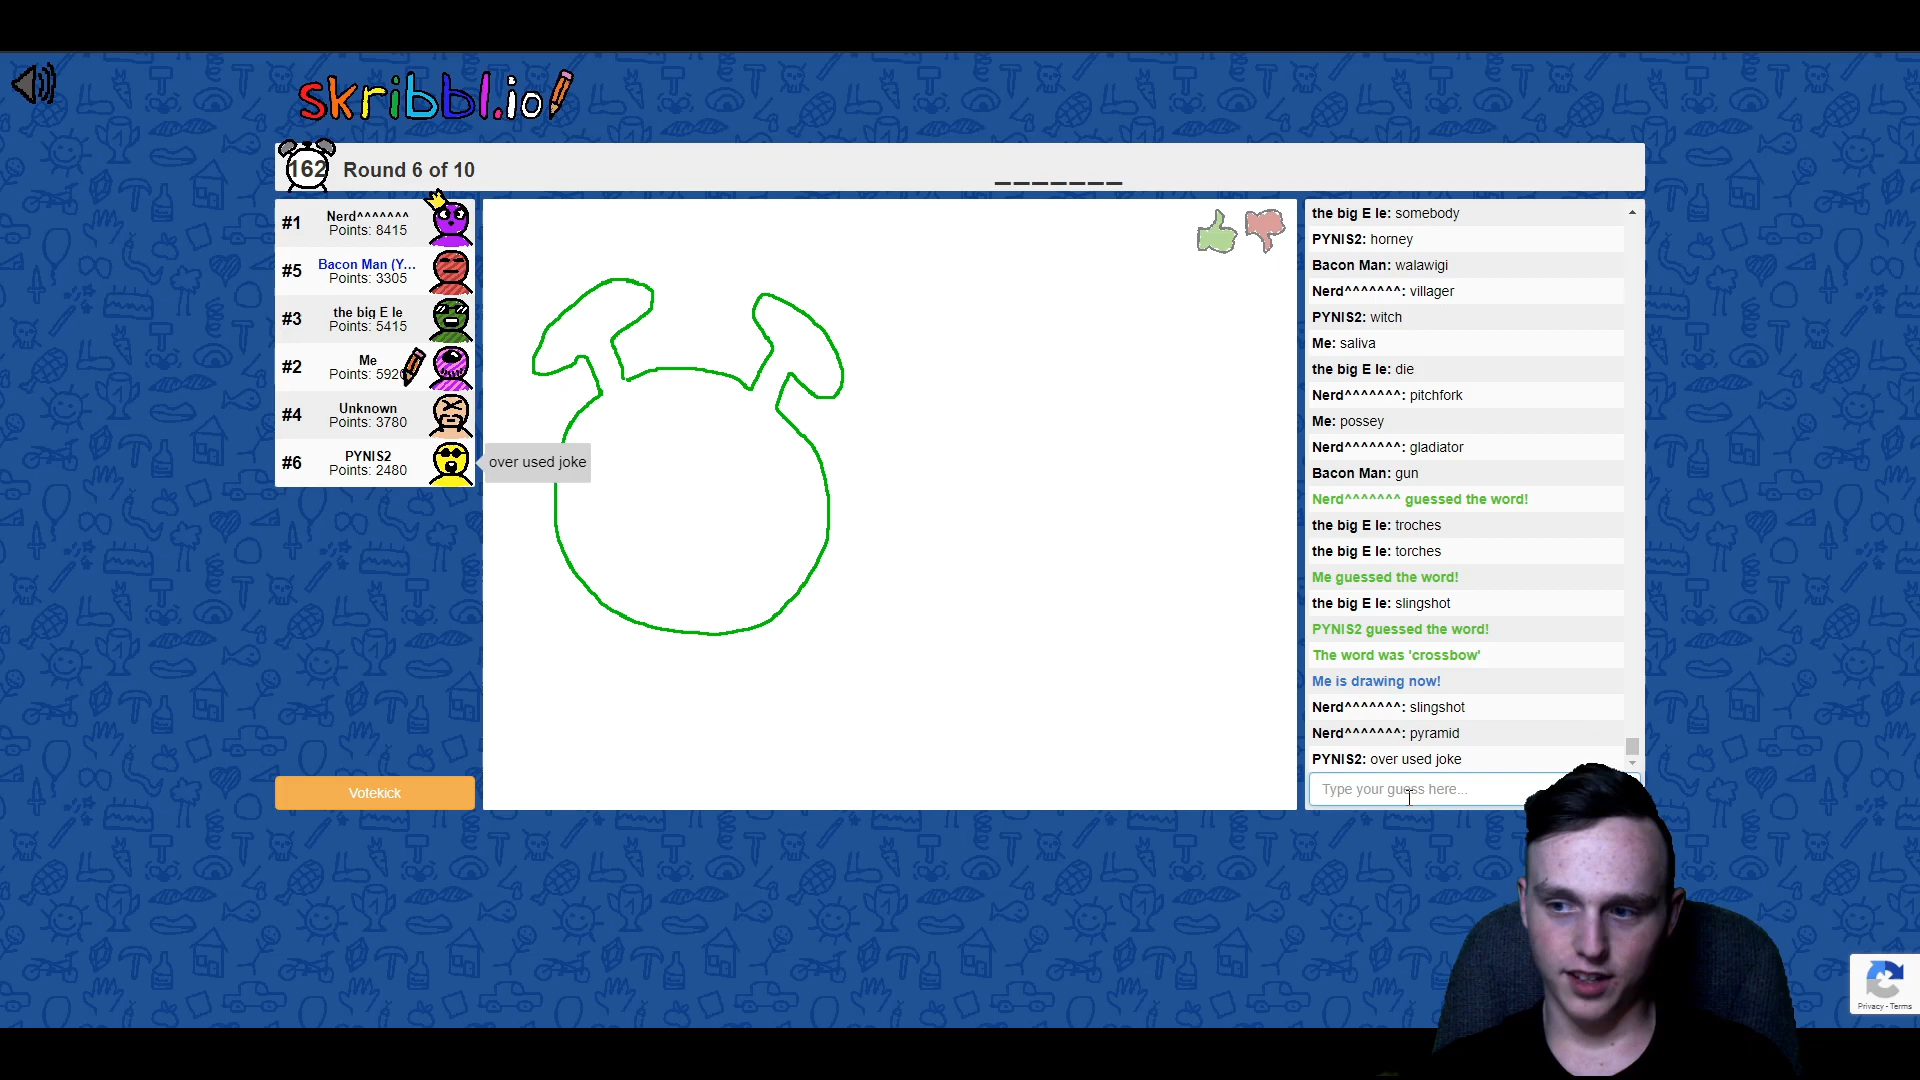 skribbl.io
162
Round 6 of 10
_______
#1
Nerd^^^^^^^
Points: 8415
#5
Bacon Man (Y...
Points: 3305
#3
the big E le
Points: 5415
#2
Me
Points: 5920
#4
Unknown
Points: 3780
#6
PYNIS2
Points: 2480
over used joke
Votekick
the big E le: somebody
PYNIS2: horney
Bacon Man: walawigi
Nerd^^^^^^^: villager
PYNIS2: witch
Me: saliva
the big E le: die
Nerd^^^^^^^: pitchfork
Me: possey
Nerd^^^^^^^: gladiator
Bacon Man: gun
Nerd^^^^^^^ guessed the word!
the big E le: troches
the big E le: torches
Me guessed the word!
the big E le: slingshot
PYNIS2 guessed the word!
The word was 'crossbow'
Me is drawing now!
Nerd^^^^^^^: slingshot
Nerd^^^^^^^: pyramid
PYNIS2: over used joke
Type your guess here...
Privacy - Terms